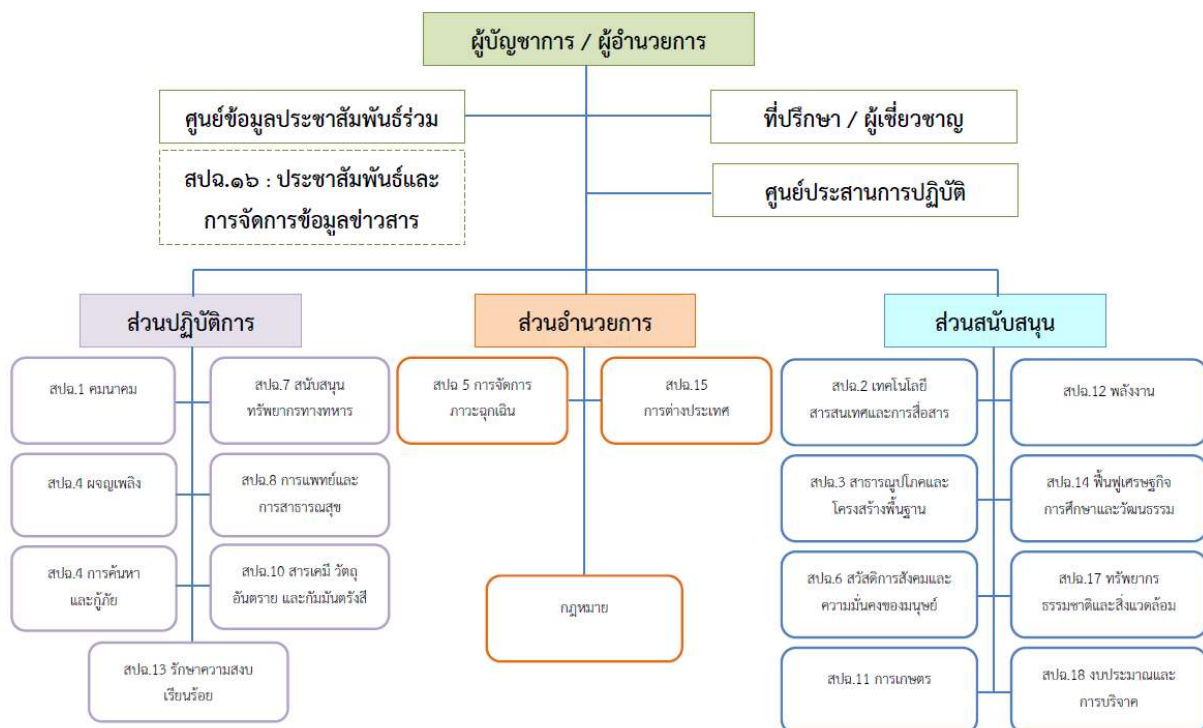 ผู้บัญชาการ / ผู้อำนวยการ
ศูนย์ข้อมูลประชาสัมพันธ์ร่วม
ที่ปรึกษา / ผู้เชี่ยวชาญ
สปฉ.๑๖ : ประชาสัมพันธ์และ
การจัดการข้อมูลข่าวสาร
ศูนย์ประสานการปฏิบัติ
ส่วนปฏิบัติการ
สปฉ.1 คมนาคม
สปฉ.7 สนับสนุน
ทรัพยากรทางทหาร
สปฉ.4 ผจญเพลิง
สปฉ.8 การแพทย์และ
การสาธารณสุข
สปฉ.4 การค้นหา
และกู้ภัย
สปฉ.10 สารเคมี วัตถุ
อันตราย และกัมมันตรังสี
สปฉ.13 รักษาความสงบ
เรียนร้อย
ส่วนอำนวยการ
สปฉ 5 การจัดการ
ภาวะฉุกเฉิน
สปฉ.15
การต่างประเทศ
กฎหมาย
ส่วนสนับสนุน
สปฉ.2 เทคโนโลยี
สารสนเทศและการสื่อสาร
สปฉ.12 พลังงาน
สปฉ.3 สาธารณูปโภคและ
โครงสร้างพื้นฐาน
สปฉ.14 ฟื้นฟูเศรษฐกิจ
การศึกษาและวัฒนธรรม
สปฉ.6 สวัสดิการสังคมและ
ความมั่นคงของมนุษย์
สปฉ.17 ทรัพยากร
ธรรมชาติและสิ่งแวดล้อม
สปฉ.11 การเกษตร
สปฉ.18 งบประมาณและ
การบริจาค